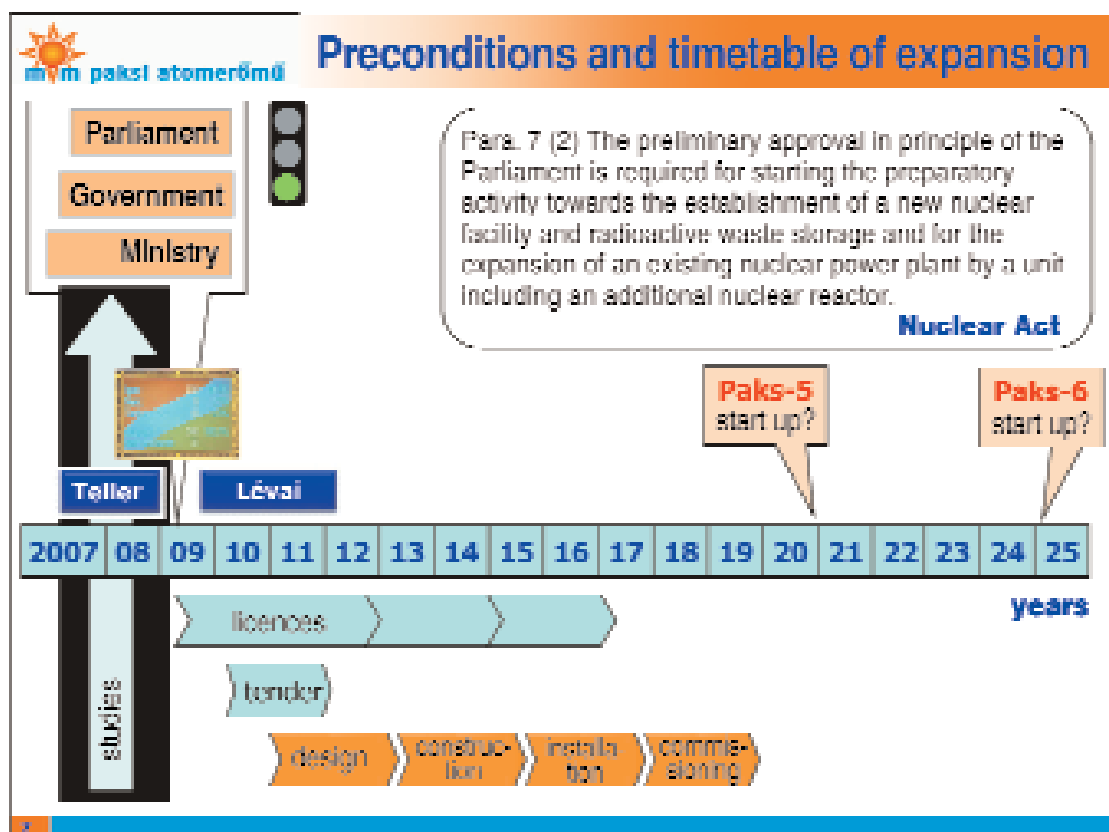 Preconditions and timetable of expansion
mvm paksi atomerőmű
Parliament
Government
Ministry
Para. 7 (2) The preliminary approval in principle of the
Parliament is required for starting the preparatory
activity towards the establishment of a new nuclear
facility and radioactive waste storage and for the
expansion of an existing nuclear power plant by a unit
including an additional nuclear reactor.
Nuclear Act
Paks-5
start up?
Paks-6
start up?
Teller
Lévai
2007 08 09 10 11 12 13 14 15 16 17 18 19 20 21 22 23 24 25
years
studies
licences
tender
design
construc-
tion
installa-
tion
commis-
sioning